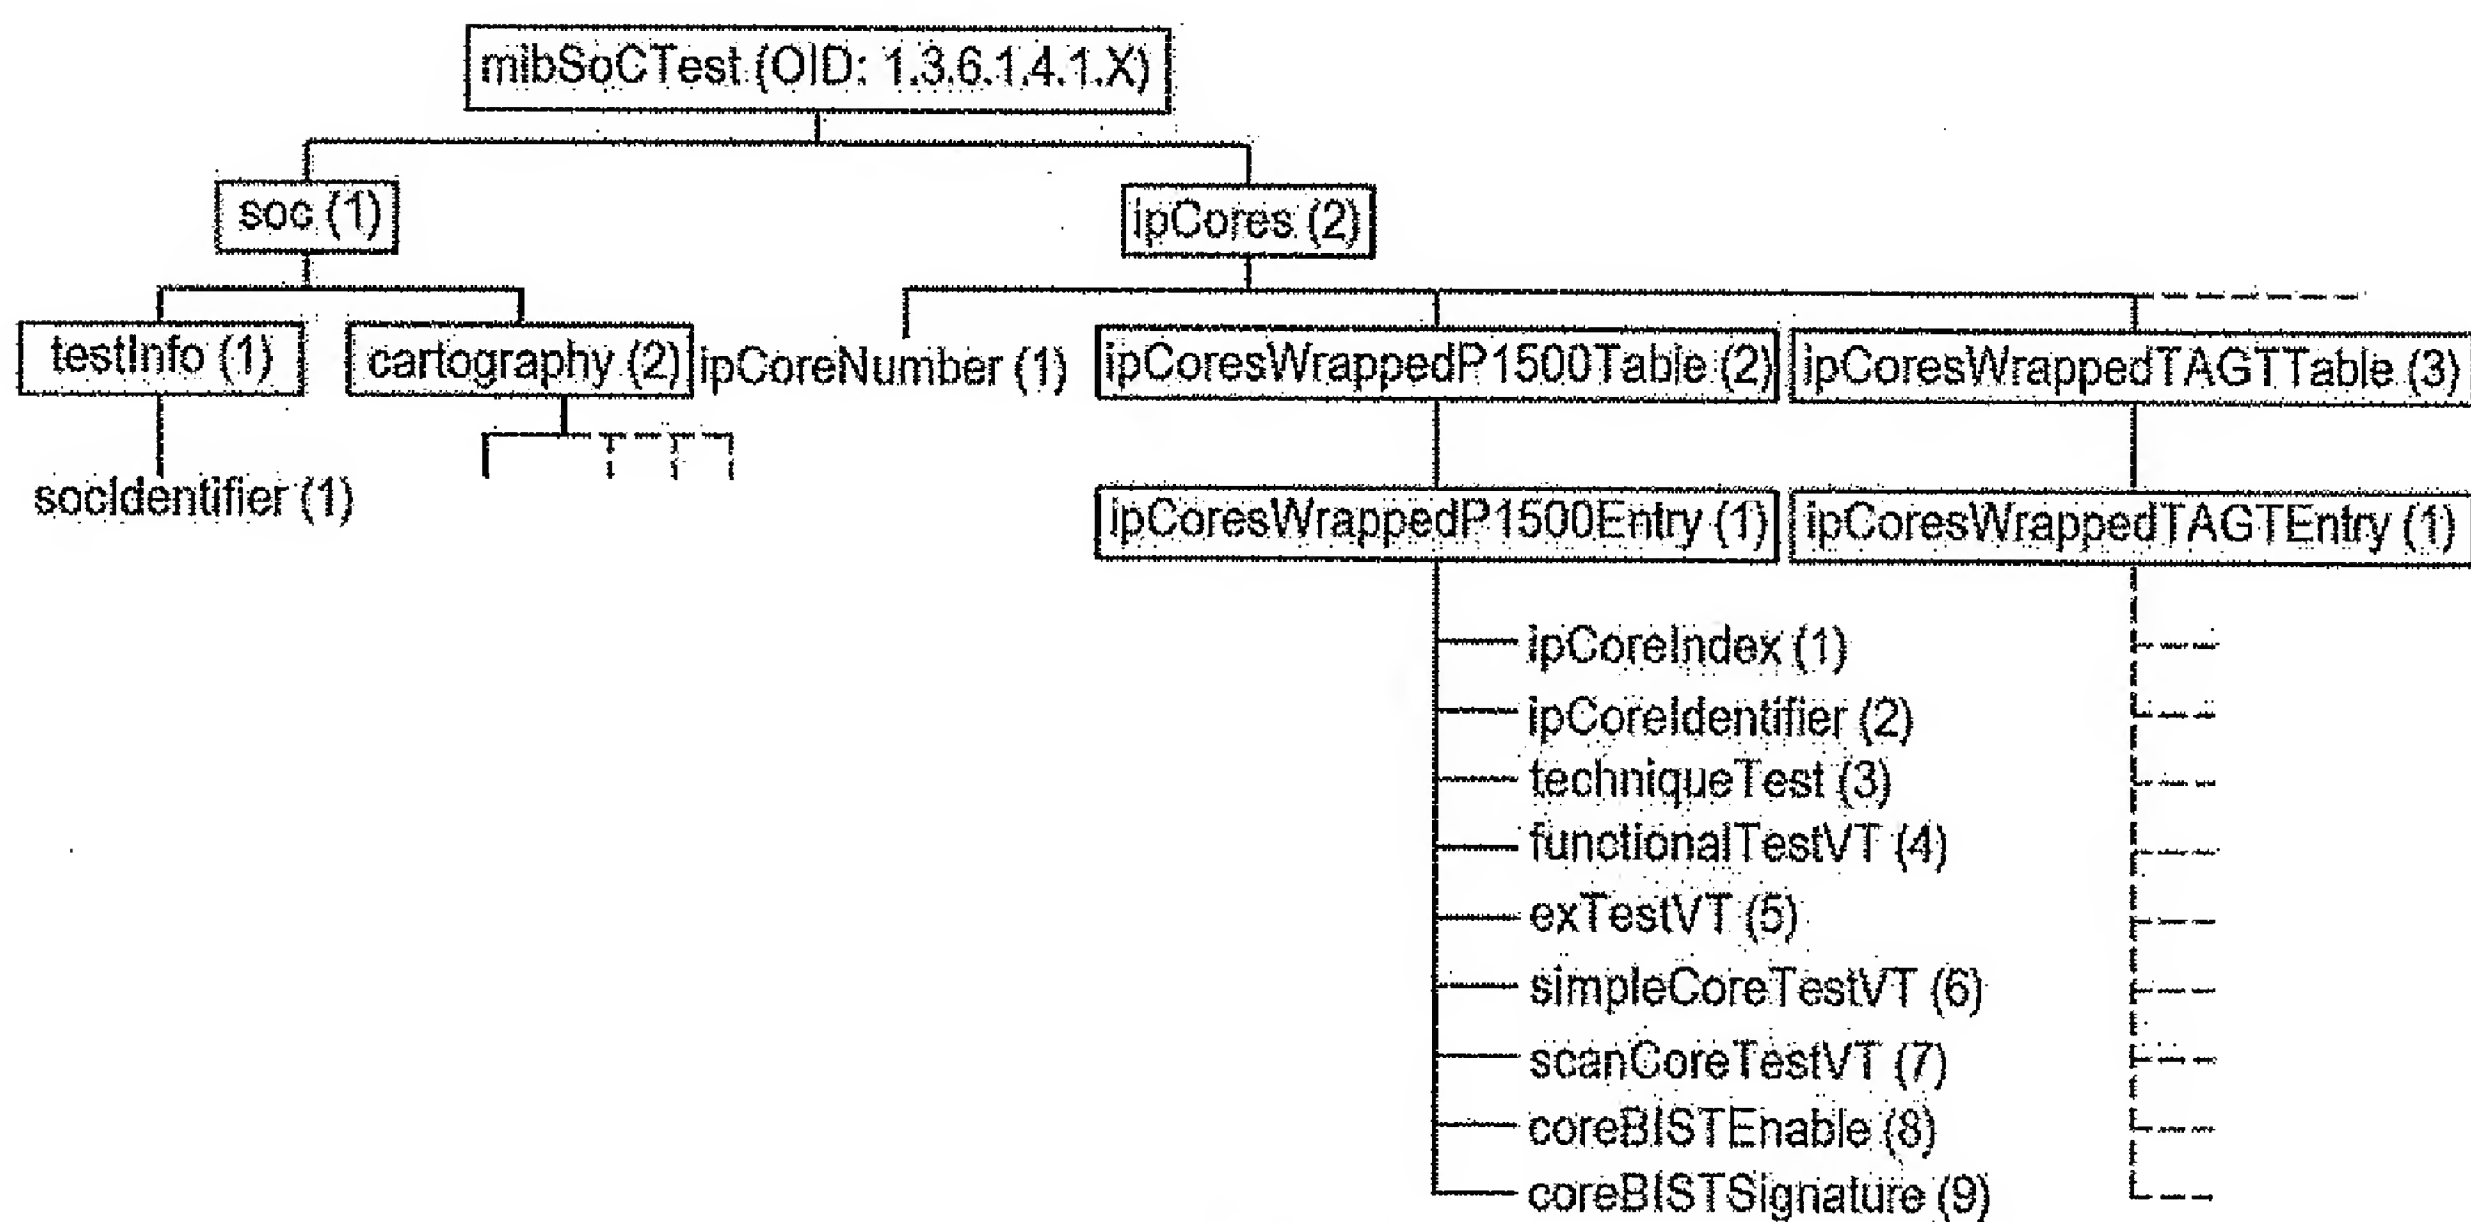 mibSoCTest (OID: 1.3.6.1.4.1.X)
soc (1)
ipCores (2)
testInfo (1)
cartography (2)
ipCoreNumber (1)
ipCoresWrappedP1500Table (2)
ipCoresWrappedTAGTTable (3)
socIdentifier (1)
ipCoresWrappedP1500Entry (1)
ipCoresWrappedTAGTEntry (1)
ipCoreIndex (1)
ipCoreIdentifier (2)
techniqueTest (3)
functionalTestVT (4)
exTestVT (5)
simpleCoreTestVT (6)
scanCoreTestVT (7)
coreBISTEnable (8)
coreBISTSignature (9)